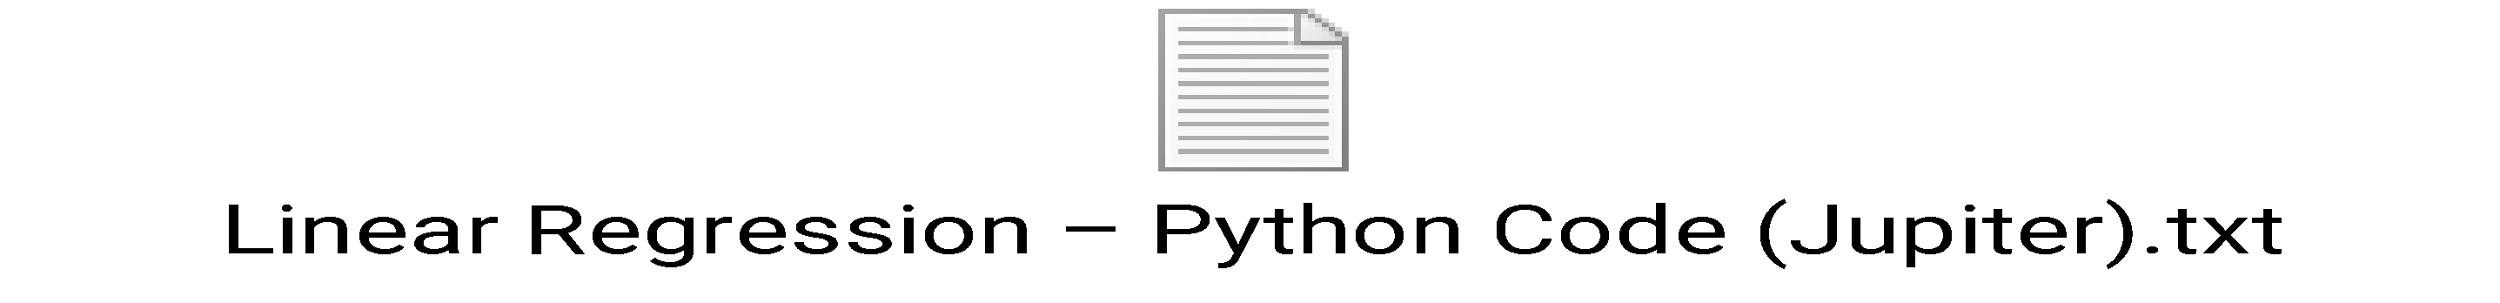 Linear Regression – Python Code (Jupiter).txt